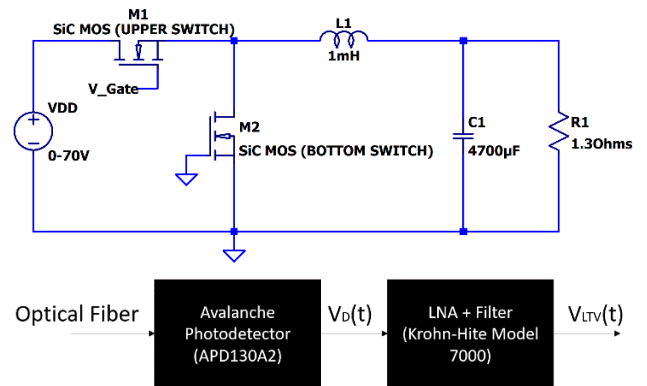 M1
SiC MOS (UPPER SWITCH)
L1
1mH
V_Gate
VDD
+
−
0-70V
M2
SiC MOS (BOTTOM SWITCH)
C1
4700µF
R1
1.3Ohms
Optical Fiber
Avalanche
Photodetector
(APD130A2)
VD(t)
LNA + Filter
(Krohn-Hite Model
7000)
VLTV(t)